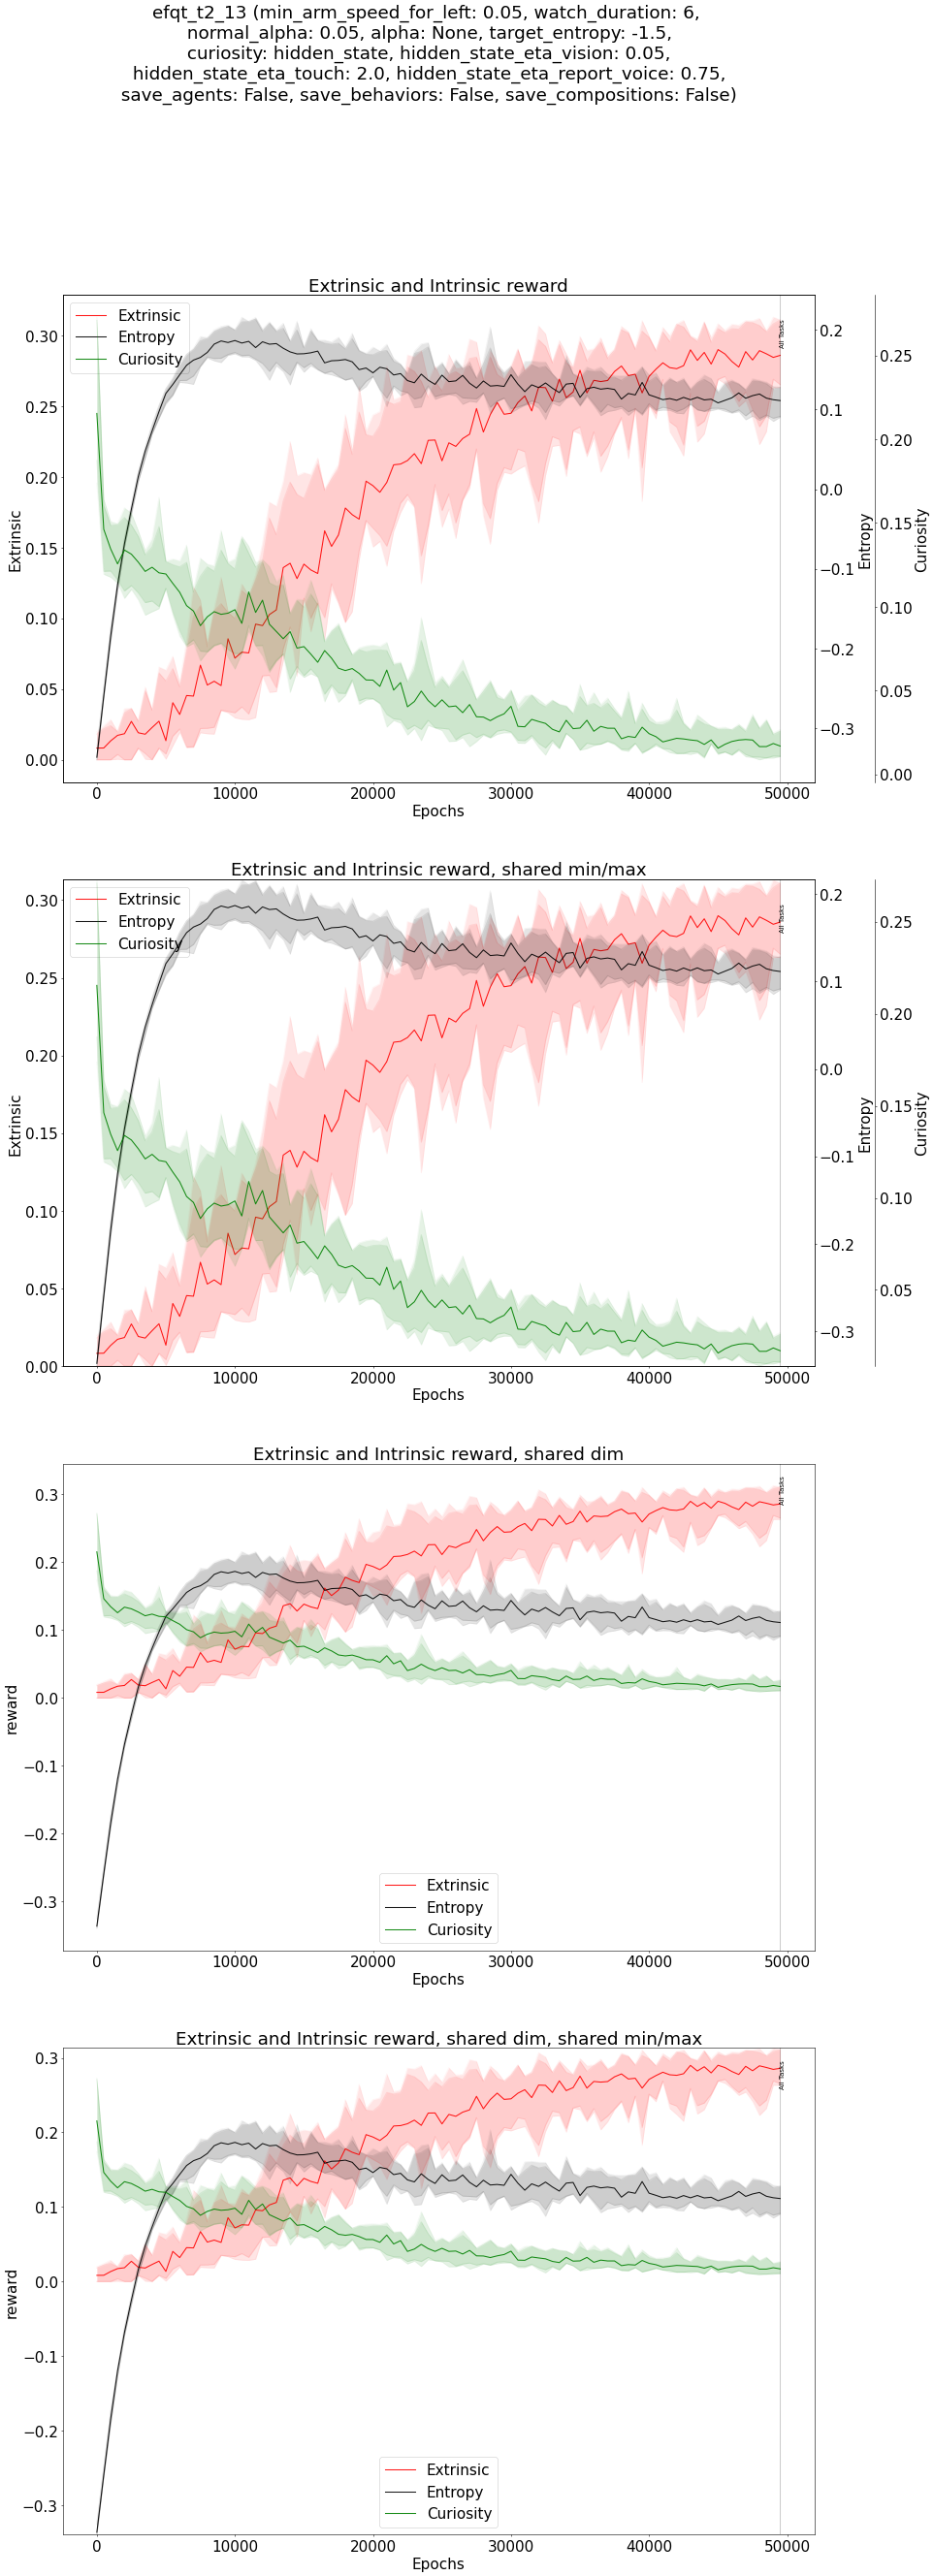 efqt_t2_13 (min_arm_speed_for_left: 0.05, watch_duration: 6,
normal_alpha: 0.05, alpha: None, target_entropy: -1.5,
curiosity: hidden_state, hidden_state_eta_vision: 0.05,
hidden_state_eta_touch: 2.0, hidden_state_eta_report_voice: 0.75,
save_agents: False, save_behaviors: False, save_compositions: False)
Extrinsic and Intrinsic reward
Extrinsic
Entropy
Curiosity
All Tasks
0.30
0.25
0.20
0.15
0.10
0.05
0.00
Extrinsic
0.2
0.1
0.0
−0.1
−0.2
−0.3
Entropy
0.25
0.20
0.15
0.10
0.05
0.00
Curiosity
0 10000 20000 30000 40000 50000
Epochs
Extrinsic and Intrinsic reward, shared min/max
Extrinsic
Entropy
Curiosity
All Tasks
0.30
0.25
0.20
0.15
0.10
0.05
0.00
Extrinsic
0.2
0.1
0.0
−0.1
−0.2
−0.3
Entropy
0.25
0.20
0.15
0.10
0.05
Curiosity
0 10000 20000 30000 40000 50000
Epochs
Extrinsic and Intrinsic reward, shared dim
All Tasks
0.3
0.2
0.1
0.0
−0.1
−0.2
−0.3
reward
Extrinsic
Entropy
Curiosity
0 10000 20000 30000 40000 50000
Epochs
Extrinsic and Intrinsic reward, shared dim, shared min/max
All Tasks
0.3
0.2
0.1
0.0
−0.1
−0.2
−0.3
reward
Extrinsic
Entropy
Curiosity
0 10000 20000 30000 40000 50000
Epochs